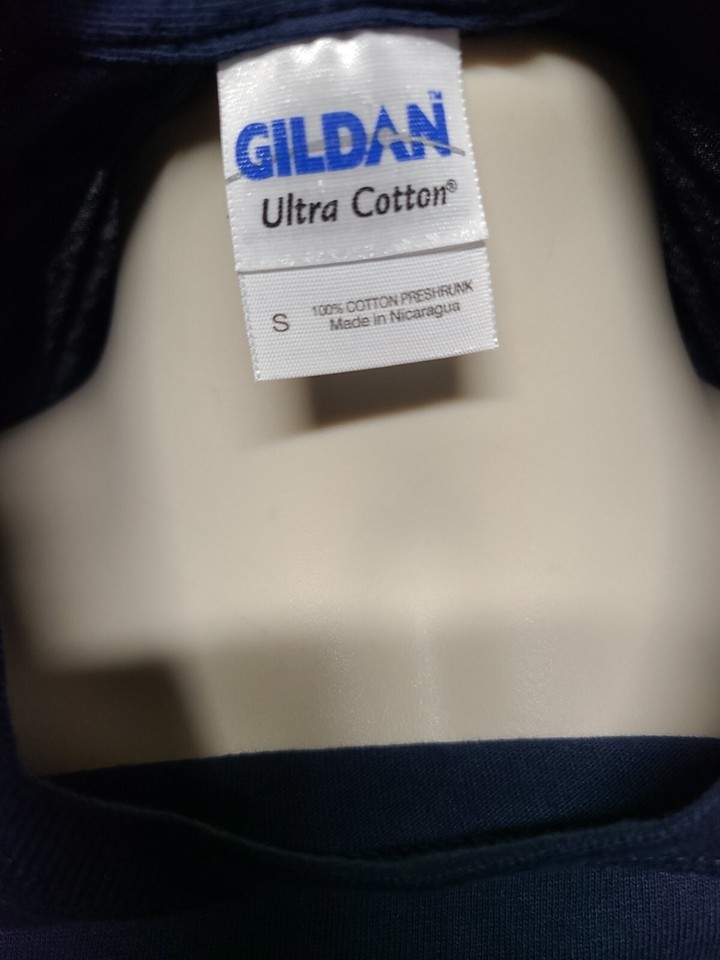 GILDAN™
Ultra Cotton®
S
100% COTTON PRESHRUNK
Made in Nicaragua